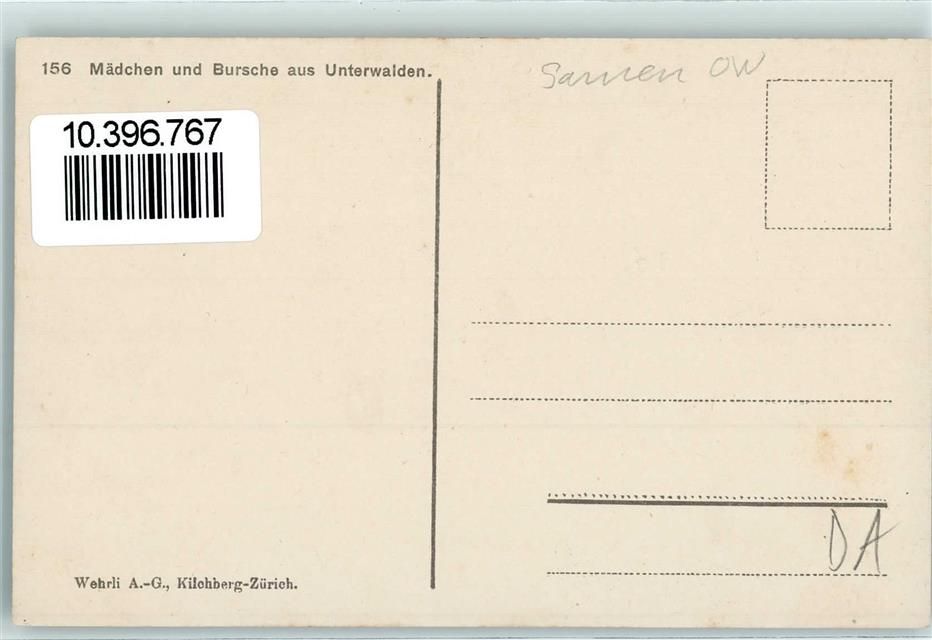 156 Mädchen und Bursche aus Unterwalden.
Sarnen OW
10.396.767
DA
Wehrli A.-G., Kilchberg-Zürich.